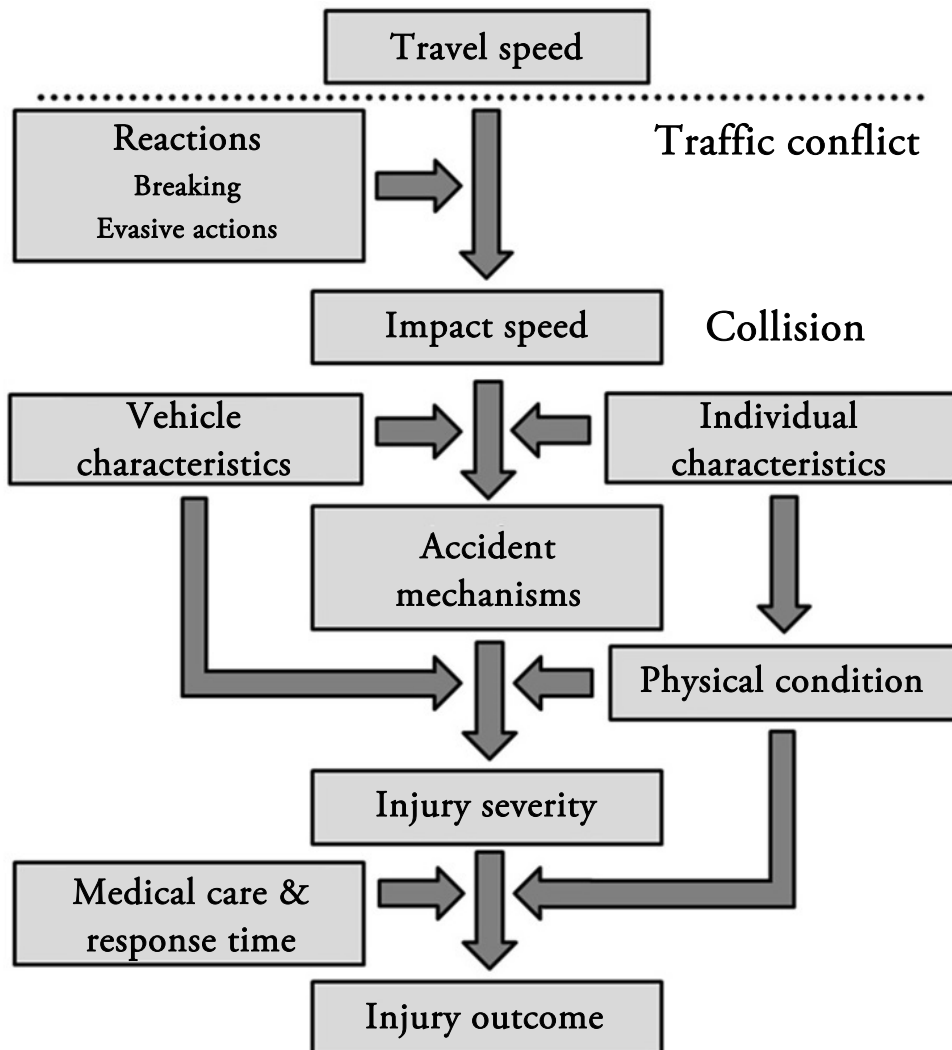 Travel speed
Reactions
Breaking
Evasive actions
Traffic conflict
Impact speed
Collision
Vehicle
characteristics
Individual
characteristics
Accident
mechanisms
Physical condition
Injury severity
Medical care &
response time
Injury outcome